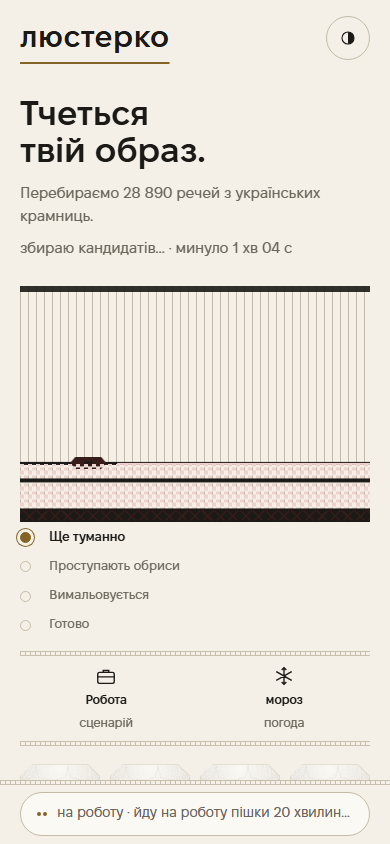 люстерко
Тчеться
твій образ.
Перебираємо 28 890 речей з українських
крамниць.
збираю кандидатів... · минуло 1 хв 04 с
Ще туманно
Проступають обриси
Вимальовується
Готово
Робота
сценарій
мороз
погода
на роботу · йду на роботу пішки 20 хвилин...